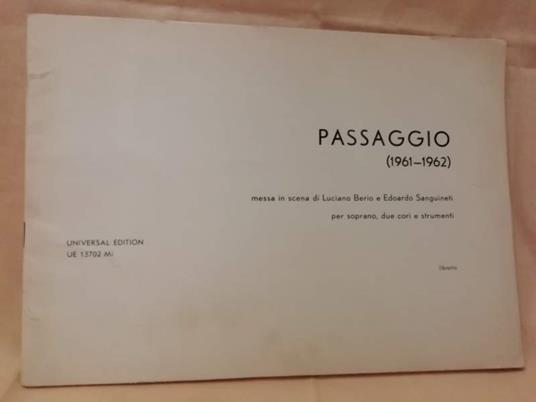 PASSAGGIO
(1961–1962)
messa in scena di Luciano Berio e Edoardo Sanguineti
per soprano, due cori e strumenti
UNIVERSAL EDITION
UE 13702 Mi
libretto